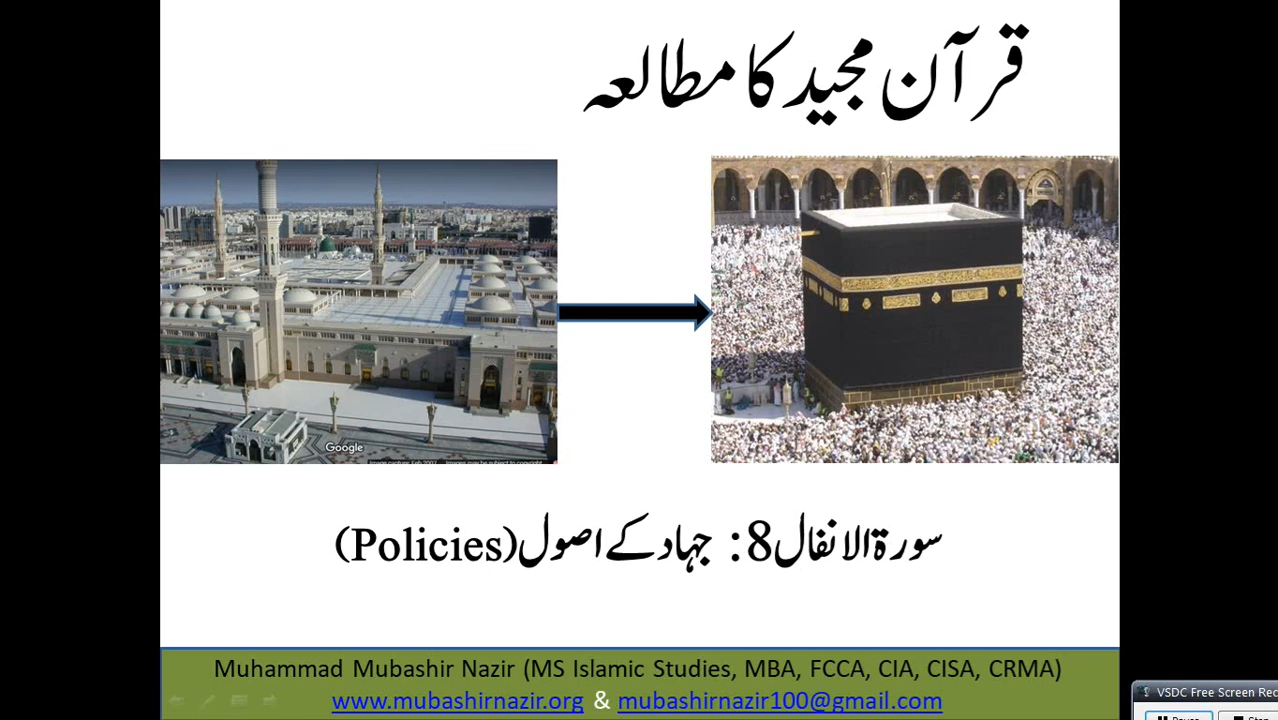 قرآن مجید کا مطالعہ
Google
سورۃ الانفال 8: جہاد کے اصول (Policies)
Muhammad Mubashir Nazir (MS Islamic Studies, MBA, FCCA, CIA, CISA, CRMA)
www.mubashirnazir.org & mubashirnazir100@gmail.com
VSDC Free Screen Rec